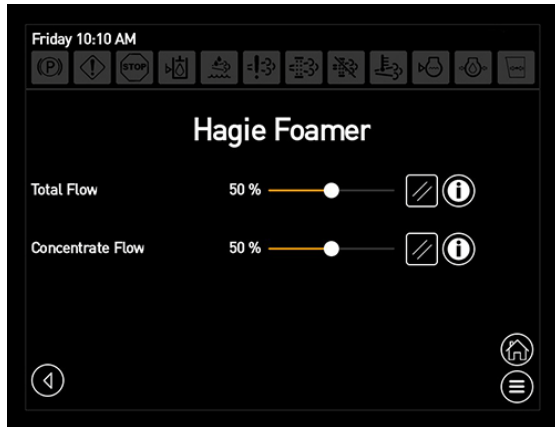 Friday 10:10 AM
(P) STOP
Hagie Foamer
Total Flow 50 %
Concentrate Flow 50 %